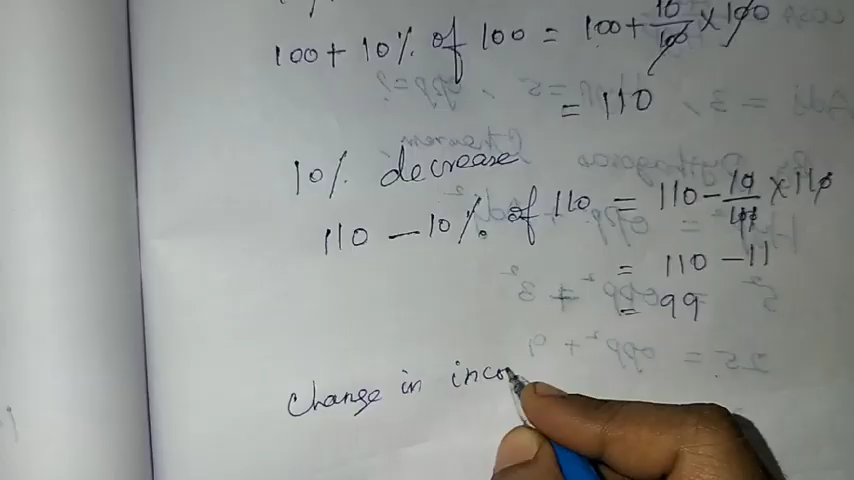 100 + 10% of 100 = 100 + 10/100 × 100
= 110
10% decrease
110 - 10% of 110 = 110 - 10/100 × 110
= 110 - 11
= 99
Change in inco